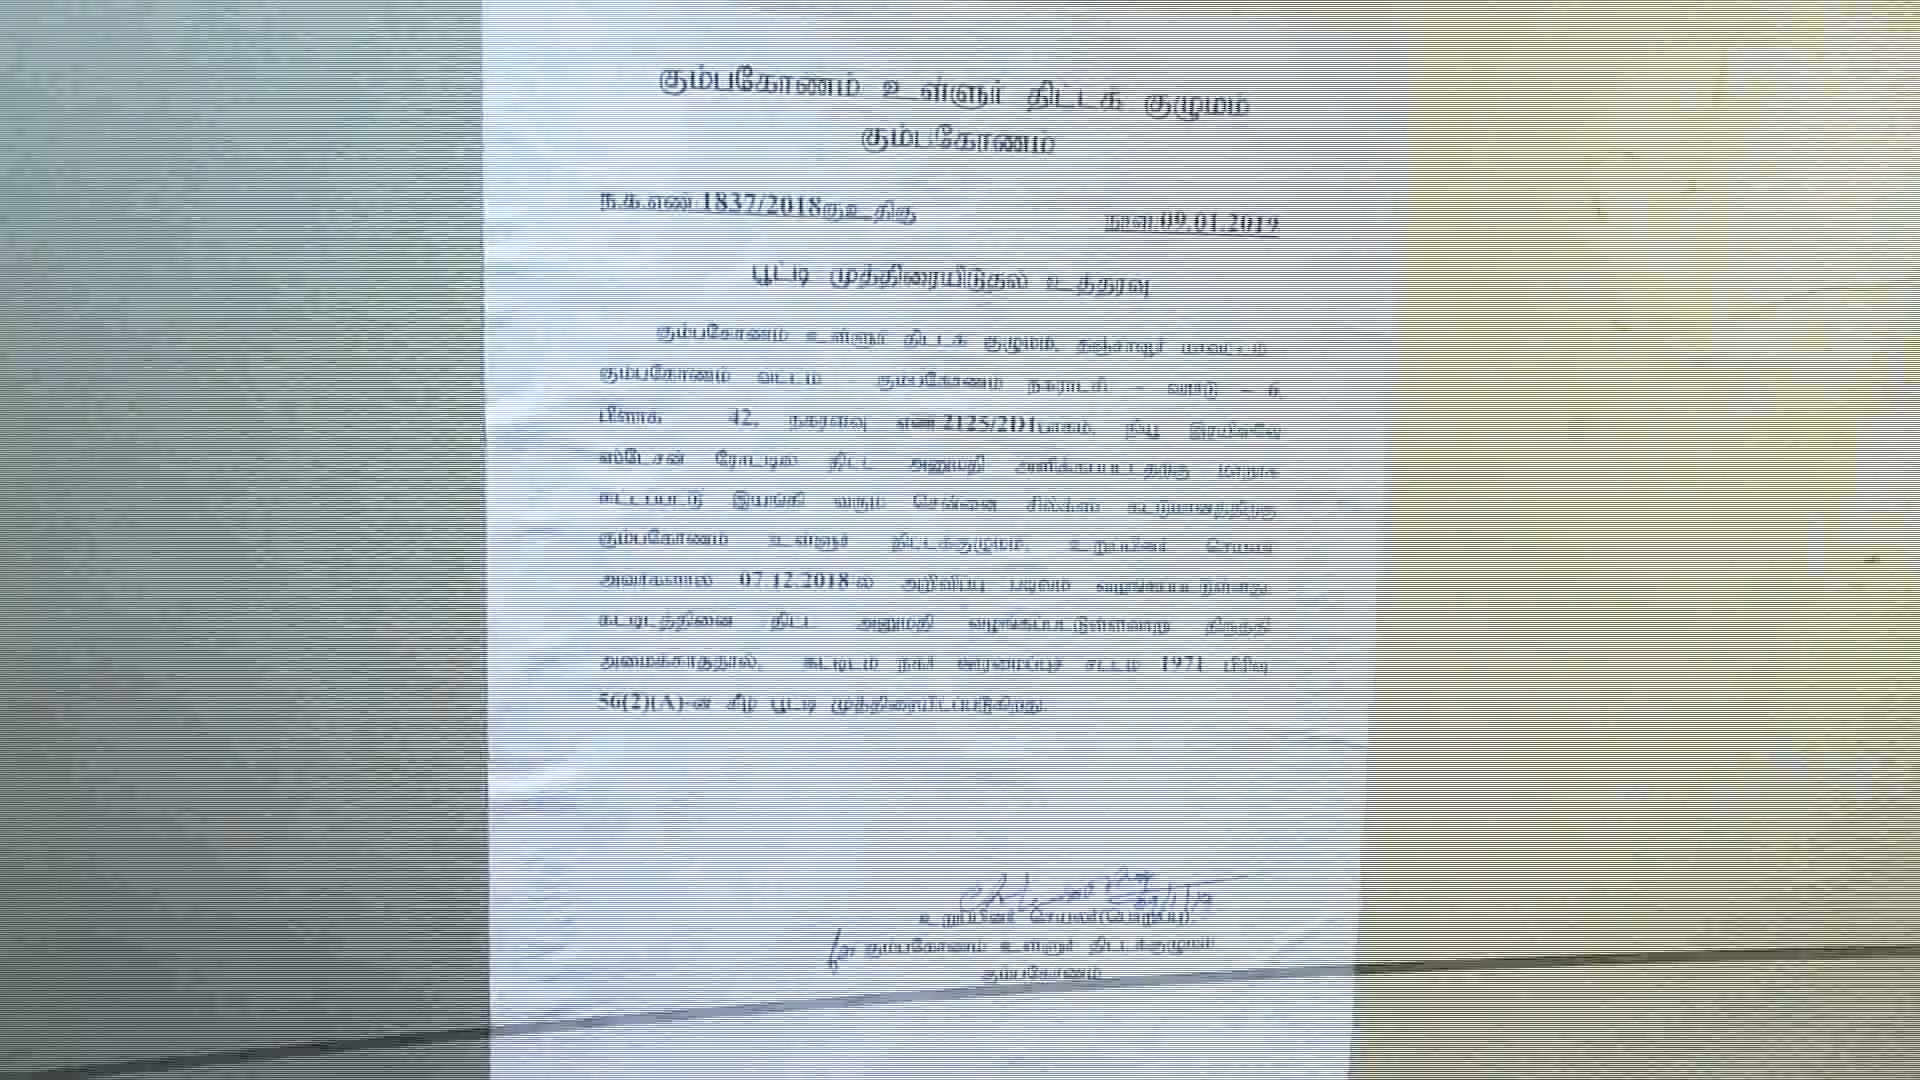 கும்பகோணம் உள்ளுர் திட்டக் குழுமம்
கும்பகோணம்
ந.க.எண்.1837/2018கும்உதிகு
நாள்.09.01.2019
பூட்டி முத்திரையிடுதல் உத்தரவு
கும்பகோணம் உள்ளுர் திட்டக் குழுமம், தஞ்சாவூர் மாவட்டம்
கும்பகோணம் வட்டம் - கும்பகோணம் நகராட்சி – வார்டு – 6,
பிளாக் 42, நகரளவு எண்.2125/2D1பாகம், நியூ இரயில்வே
ஸ்டேசன் ரோட்டில் திட்ட அனுமதி அளிக்கப்பட்டதற்கு மாறாக
கட்டப்பட்டு இயங்கி வரும் சென்னை சில்க்ஸ் கட்டுமானத்திற்கு
கும்பகோணம் உள்ளுர் திட்டக்குழுமம், உறுப்பினர் செயலர்
அவர்களால் 07.12.2018-ல் அறிவிப்பு படிவம் வழங்கப்பட்டுள்ளது.
கட்டிடத்தினை திட்ட அனுமதி வழங்கப்பட்டுள்ளவாறு திருத்தி
அமைக்காததால், கட்டிடம் நகர் ஊரமைப்புச் சட்டம் 1971 பிரிவு
56(2)(A)-ன் கீழ் பூட்டி முத்திரையிடப்படுகிறது.
உறுப்பினர் செயலர்(பொறுப்பு),
கும்பகோணம் உள்ளுர் திட்டக்குழுமம்
கும்பகோணம்